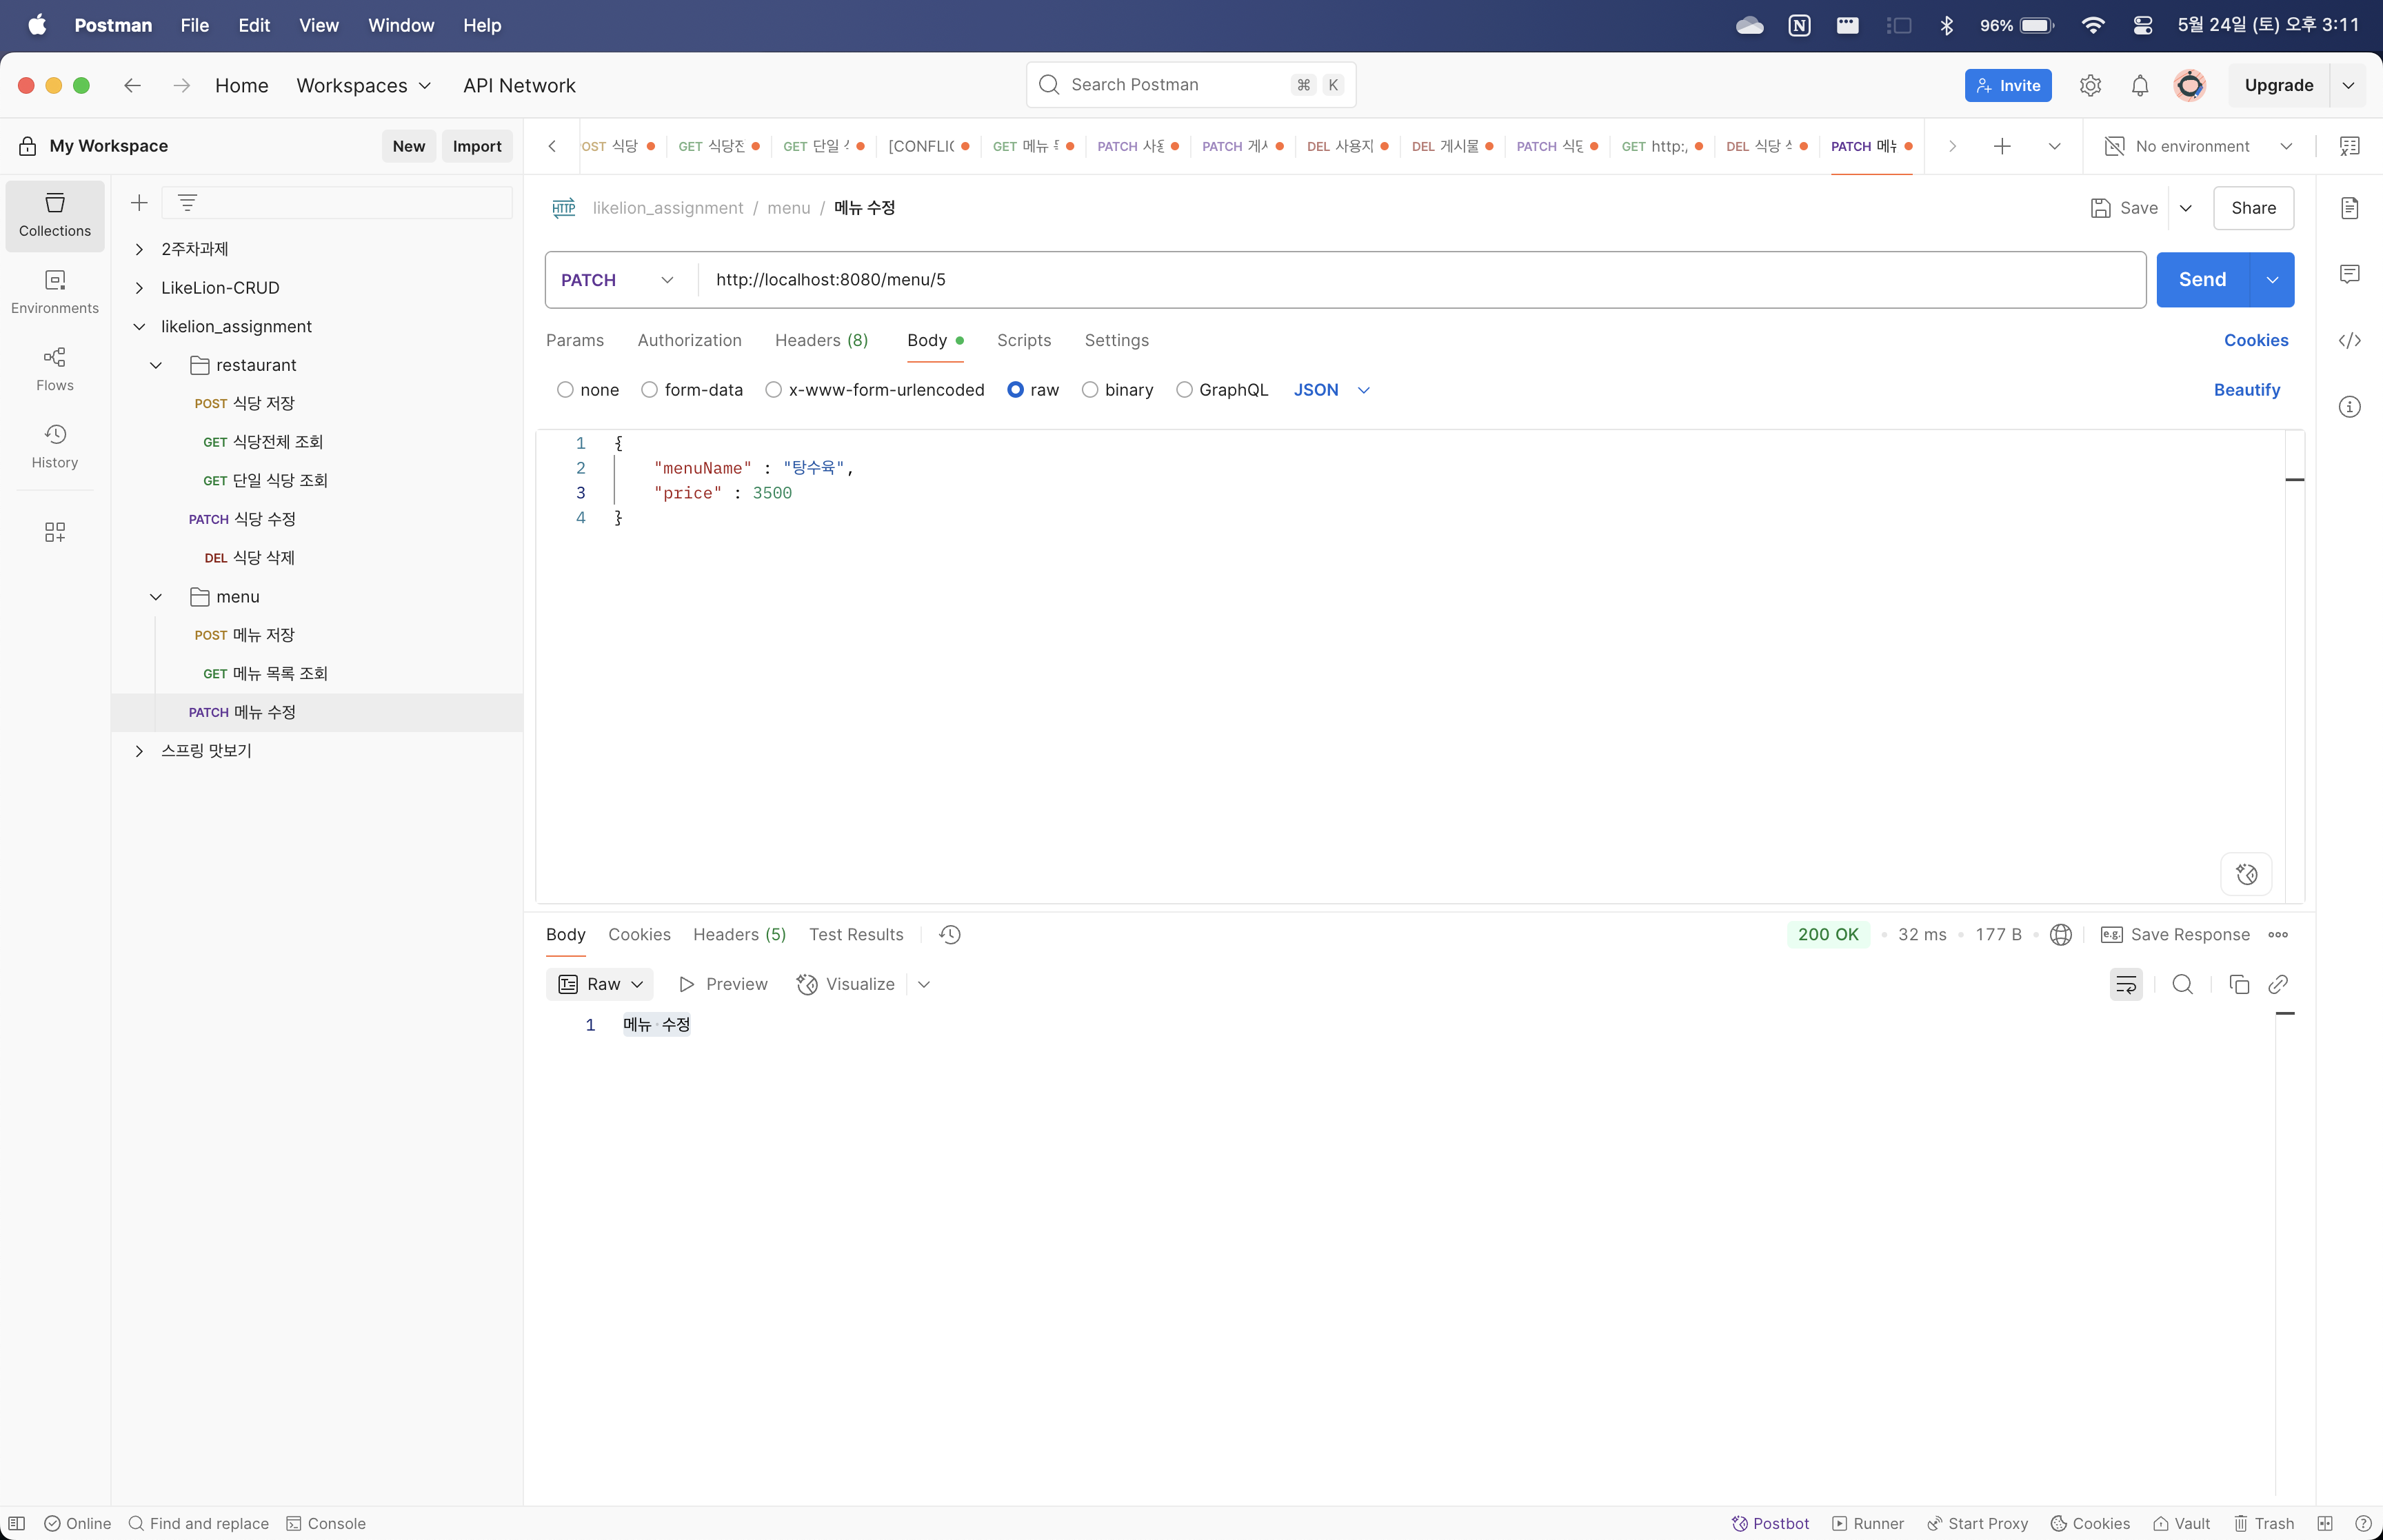 Postman File Edit View Window Help
96% 5월 24일 (토) 오후 3:11
Home Workspaces API Network
Search Postman ⌘ K
Invite Upgrade
My Workspace New Import
OST 식당 GET 식당전 GET 단일 [CONFLIC GET 메뉴 PATCH PATCH DEL 사용자 DEL 게시물 PATCH GET http:/ DEL 식당 PATCH
No environment
Collections
Environments
Flows
History
2주차과제
LikeLion-CRUD
likelion_assignment
restaurant
POST 식당 저장
GET 식당전체 조회
GET 단일 식당 조회
PATCH 식당 수정
DEL 식당 삭제
menu
POST 메뉴 저장
GET 메뉴 목록 조회
PATCH 메뉴 수정
스프링 맛보기
HTTP likelion_assignment / menu / 메뉴 수정
Save Share
PATCH http://localhost:8080/menu/5 Send
Params Authorization Headers (8) Body Scripts Settings Cookies
none form-data x-www-form-urlencoded raw binary GraphQL JSON Beautify
1 {
2 "menuName" : "탕수육",
3 "price" : 3500
4 }
Body Cookies Headers (5) Test Results
200 OK 32 ms 177 B e.g. Save Response
Raw Preview Visualize
1 메뉴 수정
Online Find and replace Console
Postbot Runner Start Proxy Cookies Vault Trash